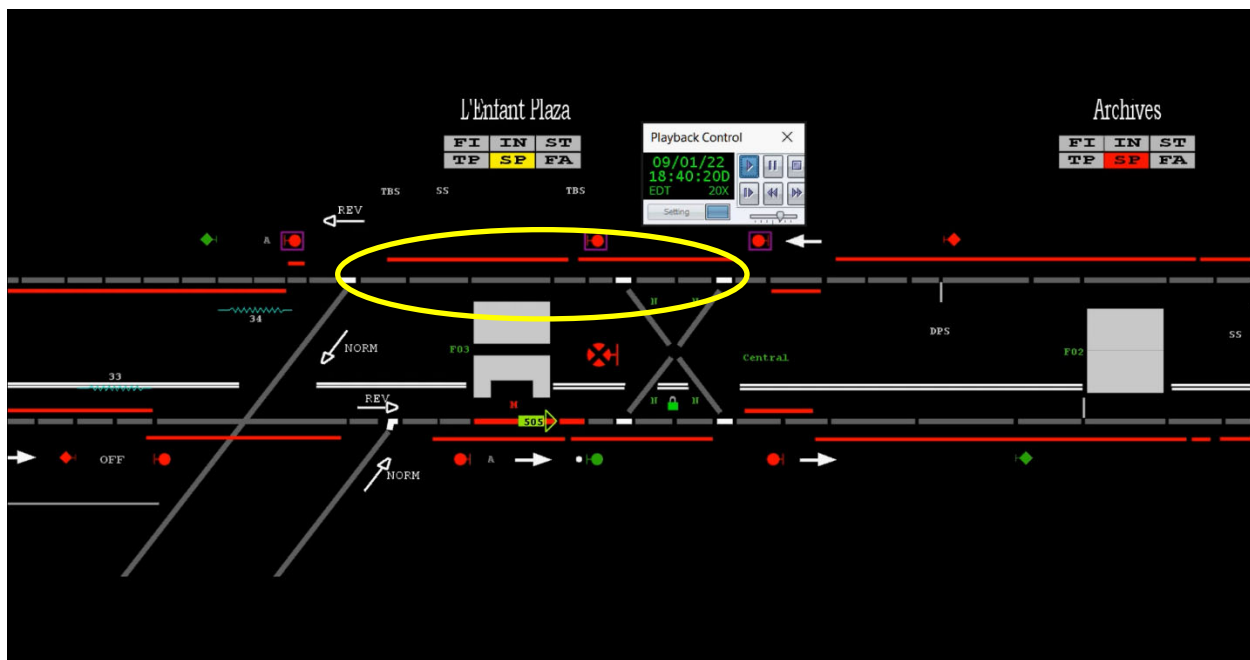 L'Enfant Plaza
Archives
FI IN ST
TP SP FA
Playback Control
09/01/22
18:40:20D
EDT 20X
Setting
FI IN ST
TP SP FA
TBS SS TBS
REV
A
34
DPS
SS
NORM
F03
Central
F02
N N
33
REV
N N
N
505
OFF
A
NORM